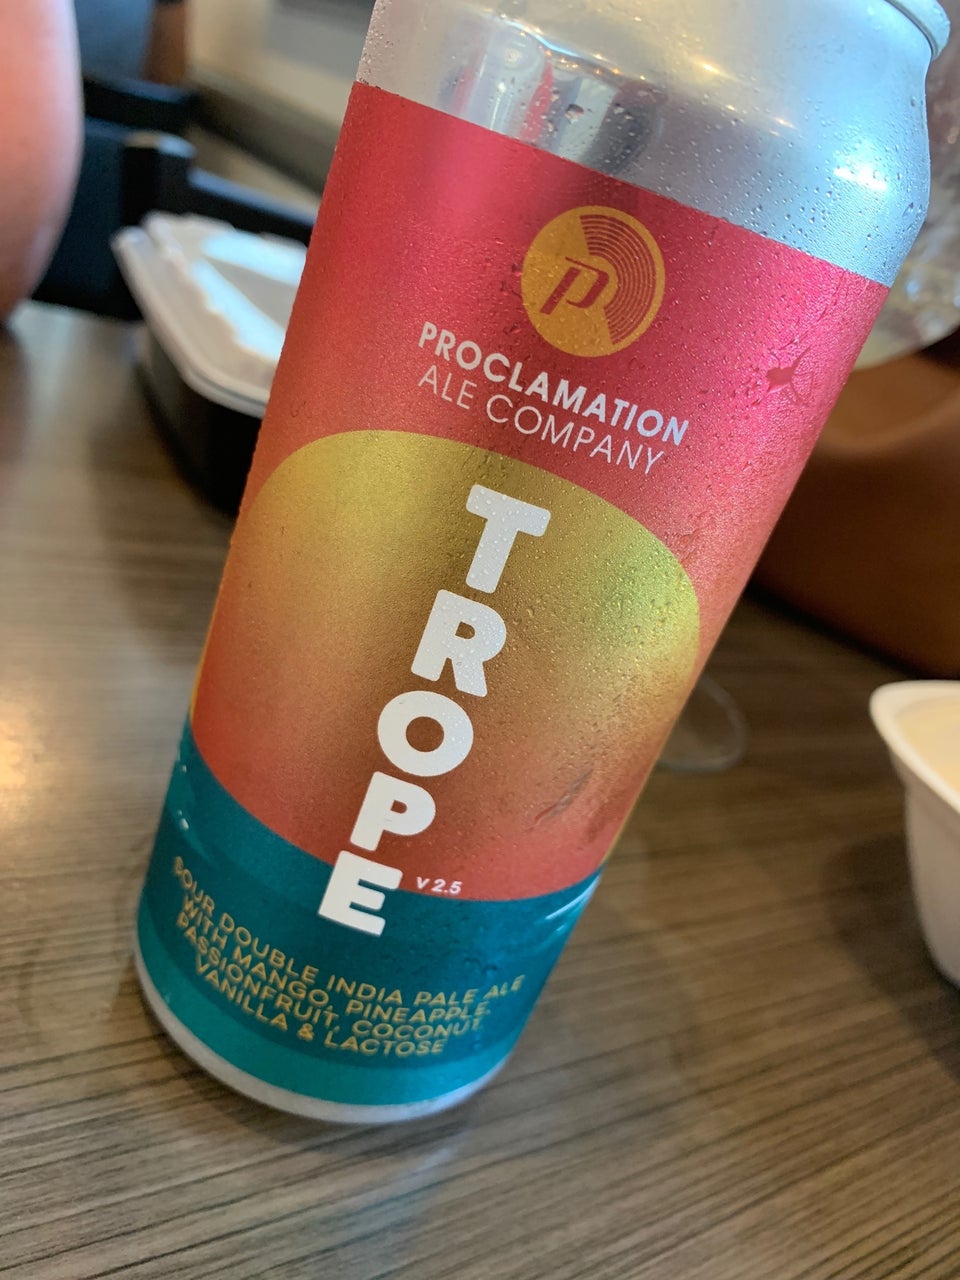 P
PROCLAMATION
ALE COMPANY
TROPE
v 2.5
SOUR DOUBLE INDIA PALE ALE
WITH MANGO, PINEAPPLE,
PASSIONFRUIT, COCONUT,
VANILLA & LACTOSE